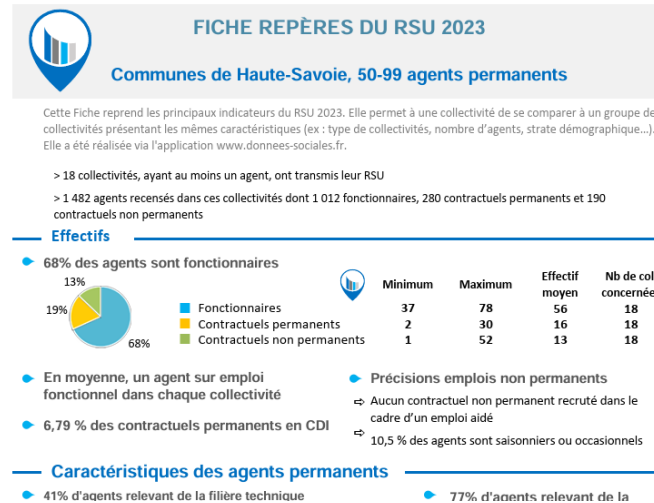 FICHE REPÈRES DU RSU 2023
Communes de Haute-Savoie, 50-99 agents permanents
Cette Fiche reprend les principaux indicateurs du RSU 2023. Elle permet à une collectivité de se comparer à un groupe de
collectivités présentant les mêmes caractéristiques (ex : type de collectivités, nombre d'agents, strate démographique...).
Elle a été réalisée via l'application www.donnees-sociales.fr.
> 18 collectivités, ayant au moins un agent, ont transmis leur RSU
> 1 482 agents recensés dans ces collectivités dont 1 012 fonctionnaires, 280 contractuels permanents et 190
contractuels non permanents
Effectifs
68% des agents sont fonctionnaires
13%
19%
68%
Minimum Maximum Effectif moyen Nb de col concernée
Fonctionnaires 37 78 56 18
Contractuels permanents 2 30 16 18
Contractuels non permanents 1 52 13 18
En moyenne, un agent sur emploi
fonctionnel dans chaque collectivité
6,79 % des contractuels permanents en CDI
Précisions emplois non permanents
⇨ Aucun contractuel non permanent recruté dans le
cadre d'un emploi aidé
⇨ 10,5 % des agents sont saisonniers ou occasionnels
Caractéristiques des agents permanents
41% d'agents relevant de la filière technique
77% d'agents relevant de la